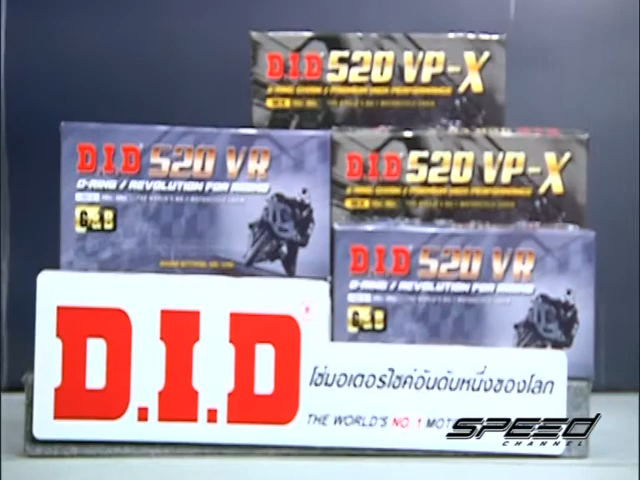 D.I.D 520 VP-X
D.I.D 520 VR
O-RING / REVOLUTION FOR RIDING
G & B
D.I.D 520 VP-X
D.I.D 520 VR
O-RING / REVOLUTION FOR RIDING
G & B
D.I.D
โซ่มอเตอร์ไซค์อันดับหนึ่งของโลก
THE WORLD'S NO. 1 MOT
SPEED
CHANNEL